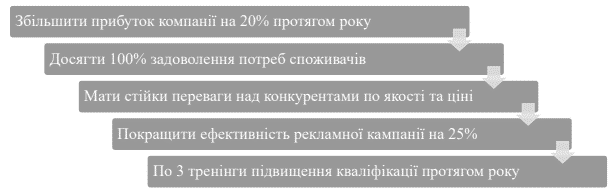 Збільшити прибуток компанії на 20% протягом року
Досягти 100% задоволення потреб споживачів
Мати стійки переваги над конкурентами по якості та ціні
Покращити ефективність рекламної кампанії на 25%
По 3 тренінги підвищення кваліфікації протягом року